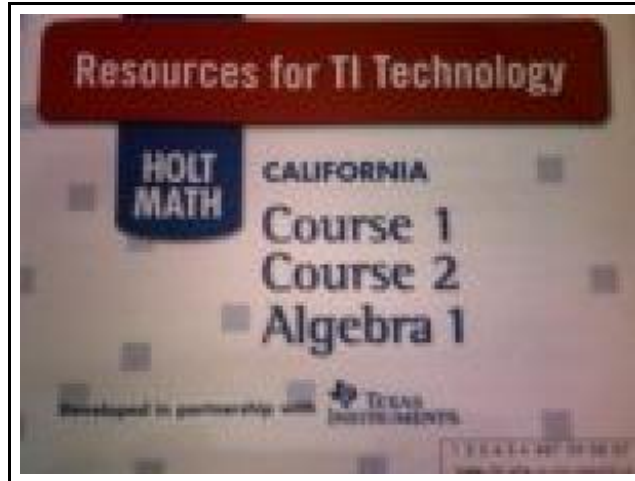 Resources for TI Technology
HOLT
MATH
CALIFORNIA
Course 1
Course 2
Algebra 1
Developed in partnership with
TEXAS
INSTRUMENTS